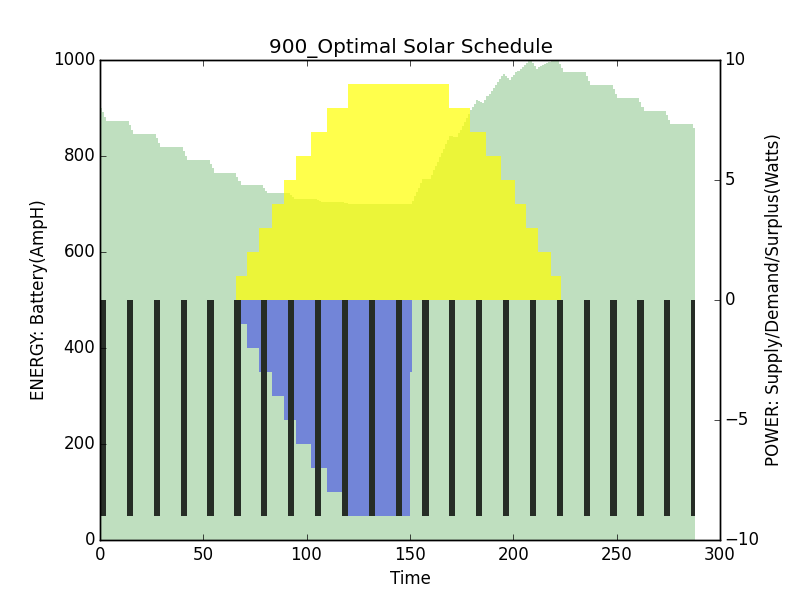 900_Optimal Solar Schedule
1000
800
600
400
200
0
ENERGY: Battery(AmpH)
10
5
0
−5
−10
POWER: Supply/Demand/Surplus(Watts)
0 50 100 150 200 250 300
Time